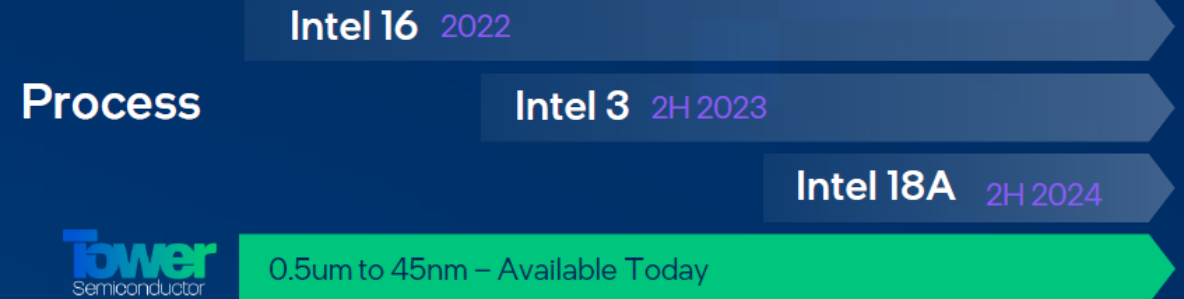 Intel 16 2022
Process
Intel 3 2H 2023
Intel 18A 2H 2024
Tower
Semiconductor
0.5um to 45nm – Available Today